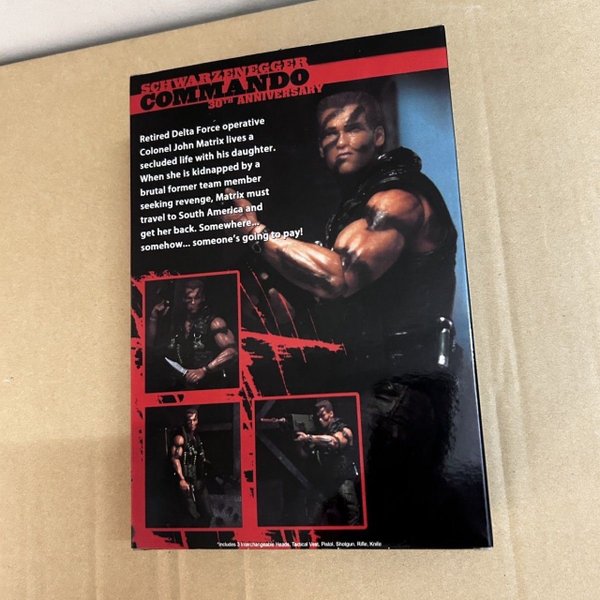 SCHWARZENEGGER
COMMANDO
30TH ANNIVERSARY
Retired Delta Force operative
Colonel John Matrix lives a
secluded life with his daughter.
When she is kidnapped by a
brutal former team member
seeking revenge, Matrix must
travel to South America and
get her back. Somewhere...
somehow... someone's going to pay!
*Includes 3 Interchangeable Heads, Tactical Vest, Pistol, Shotgun, Rifle, Knife